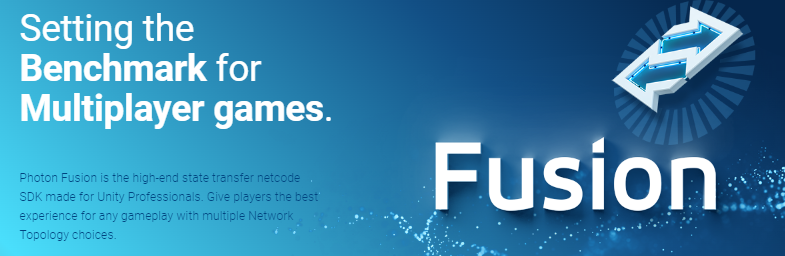 Setting the
Benchmark for
Multiplayer games.
Photon Fusion is the high-end state transfer netcode
SDK made for Unity Professionals. Give players the best
experience for any gameplay with multiple Network
Topology choices.
Fusion